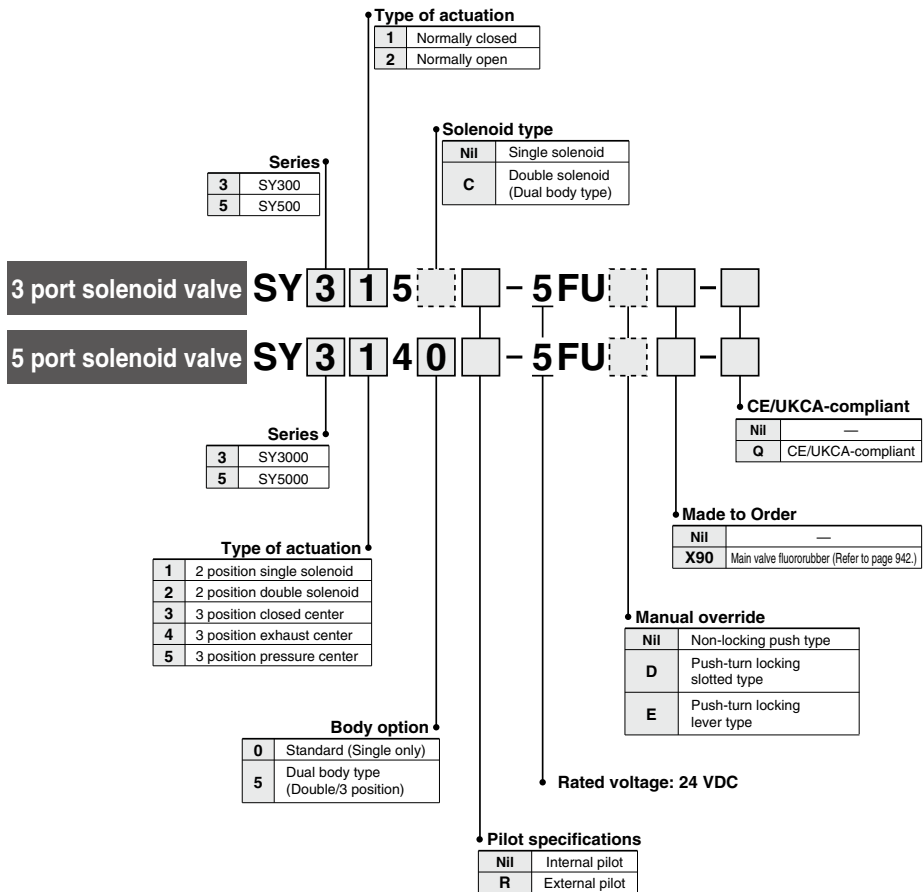 Type of actuation
1 Normally closed
2 Normally open
Solenoid type
Nil Single solenoid
C Double solenoid
(Dual body type)
Series
3 SY300
5 SY500
3 port solenoid valve SY 3 1 5 – 5 FU –
5 port solenoid valve SY 3 1 4 0 – 5 FU –
CE/UKCA-compliant
Nil —
Q CE/UKCA-compliant
Series
3 SY3000
5 SY5000
Made to Order
Nil —
X90 Main valve fluororubber (Refer to page 942.)
Type of actuation
1 2 position single solenoid
2 2 position double solenoid
3 3 position closed center
4 3 position exhaust center
5 3 position pressure center
Manual override
Nil Non-locking push type
D Push-turn locking
slotted type
E Push-turn locking
lever type
Body option
0 Standard (Single only)
5 Dual body type
(Double/3 position)
Rated voltage: 24 VDC
Pilot specifications
Nil Internal pilot
R External pilot